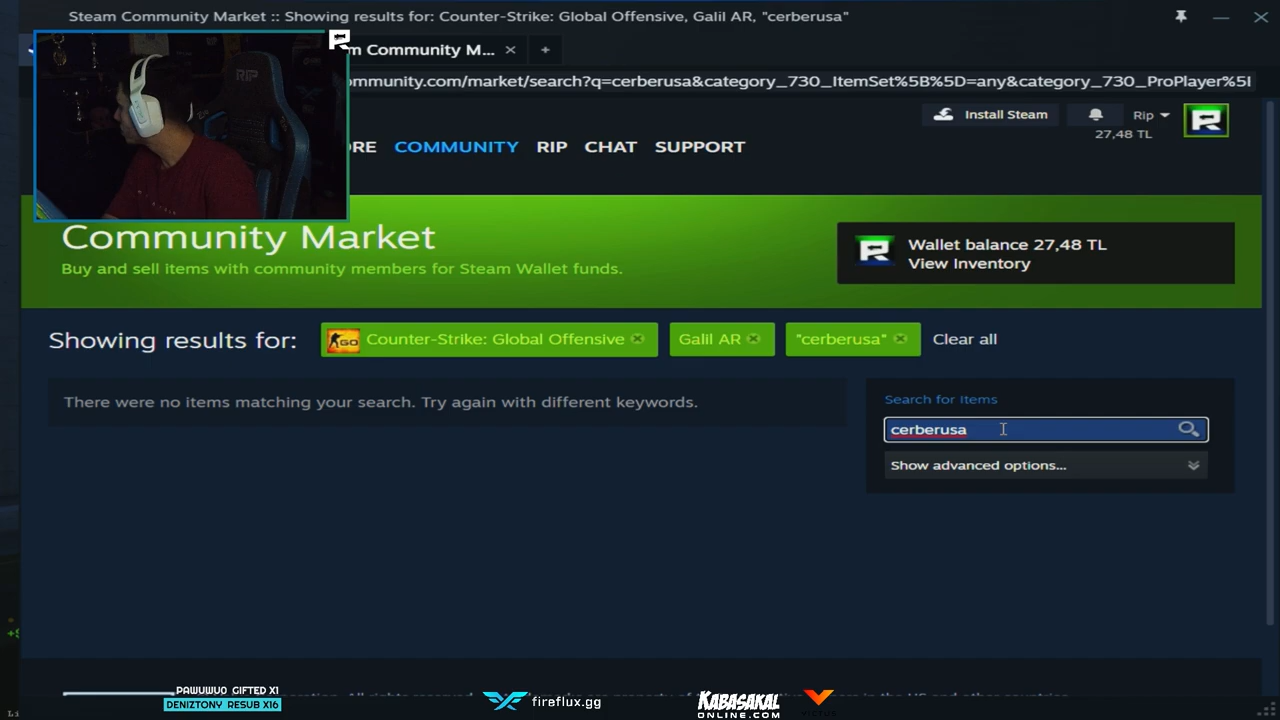 Steam Community Market :: Showing results for: Counter-Strike: Global Offensive, Galil AR, "cerberusa"
m Community M...
mmunity.com/market/search?q=cerberusa&category_730_ItemSet%5B%5D=any&category_730_ProPlayer%5I
Install Steam
Rip
27,48 TL
RE COMMUNITY RIP CHAT SUPPORT
RIP
Community Market
Buy and sell items with community members for Steam Wallet funds.
Wallet balance 27,48 TL
View Inventory
Showing results for:
GO
Counter-Strike: Global Offensive
Galil AR
"cerberusa"
Clear all
There were no items matching your search. Try again with different keywords.
Search for Items
cerberusa
Show advanced options...
PAWUWUO GIFTED X1
DENIZTONY RESUB X16
fireflux.gg
KABASAKAL
ONLINE.COM